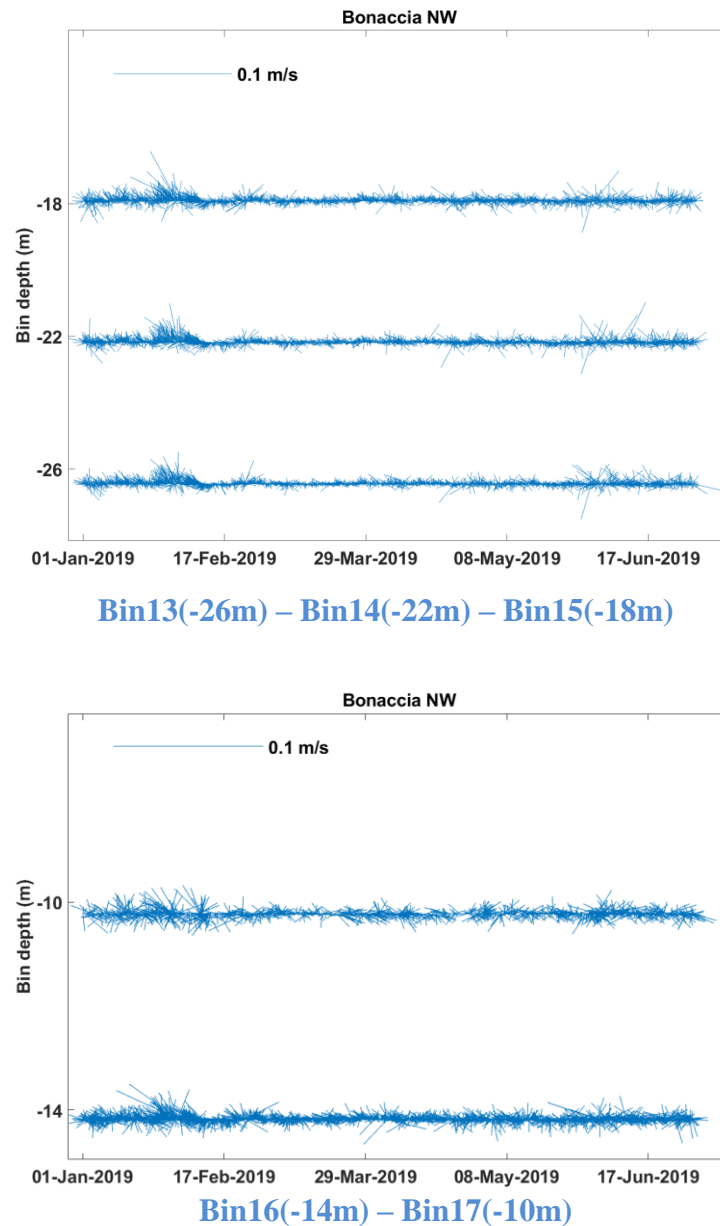 Bonaccia NW
0.1 m/s
-18
-22
-26
Bin depth (m)
01-Jan-2019 17-Feb-2019 29-Mar-2019 08-May-2019 17-Jun-2019
Bin13(-26m) – Bin14(-22m) – Bin15(-18m)
Bonaccia NW
0.1 m/s
-10
-14
Bin depth (m)
01-Jan-2019 17-Feb-2019 29-Mar-2019 08-May-2019 17-Jun-2019
Bin16(-14m) – Bin17(-10m)